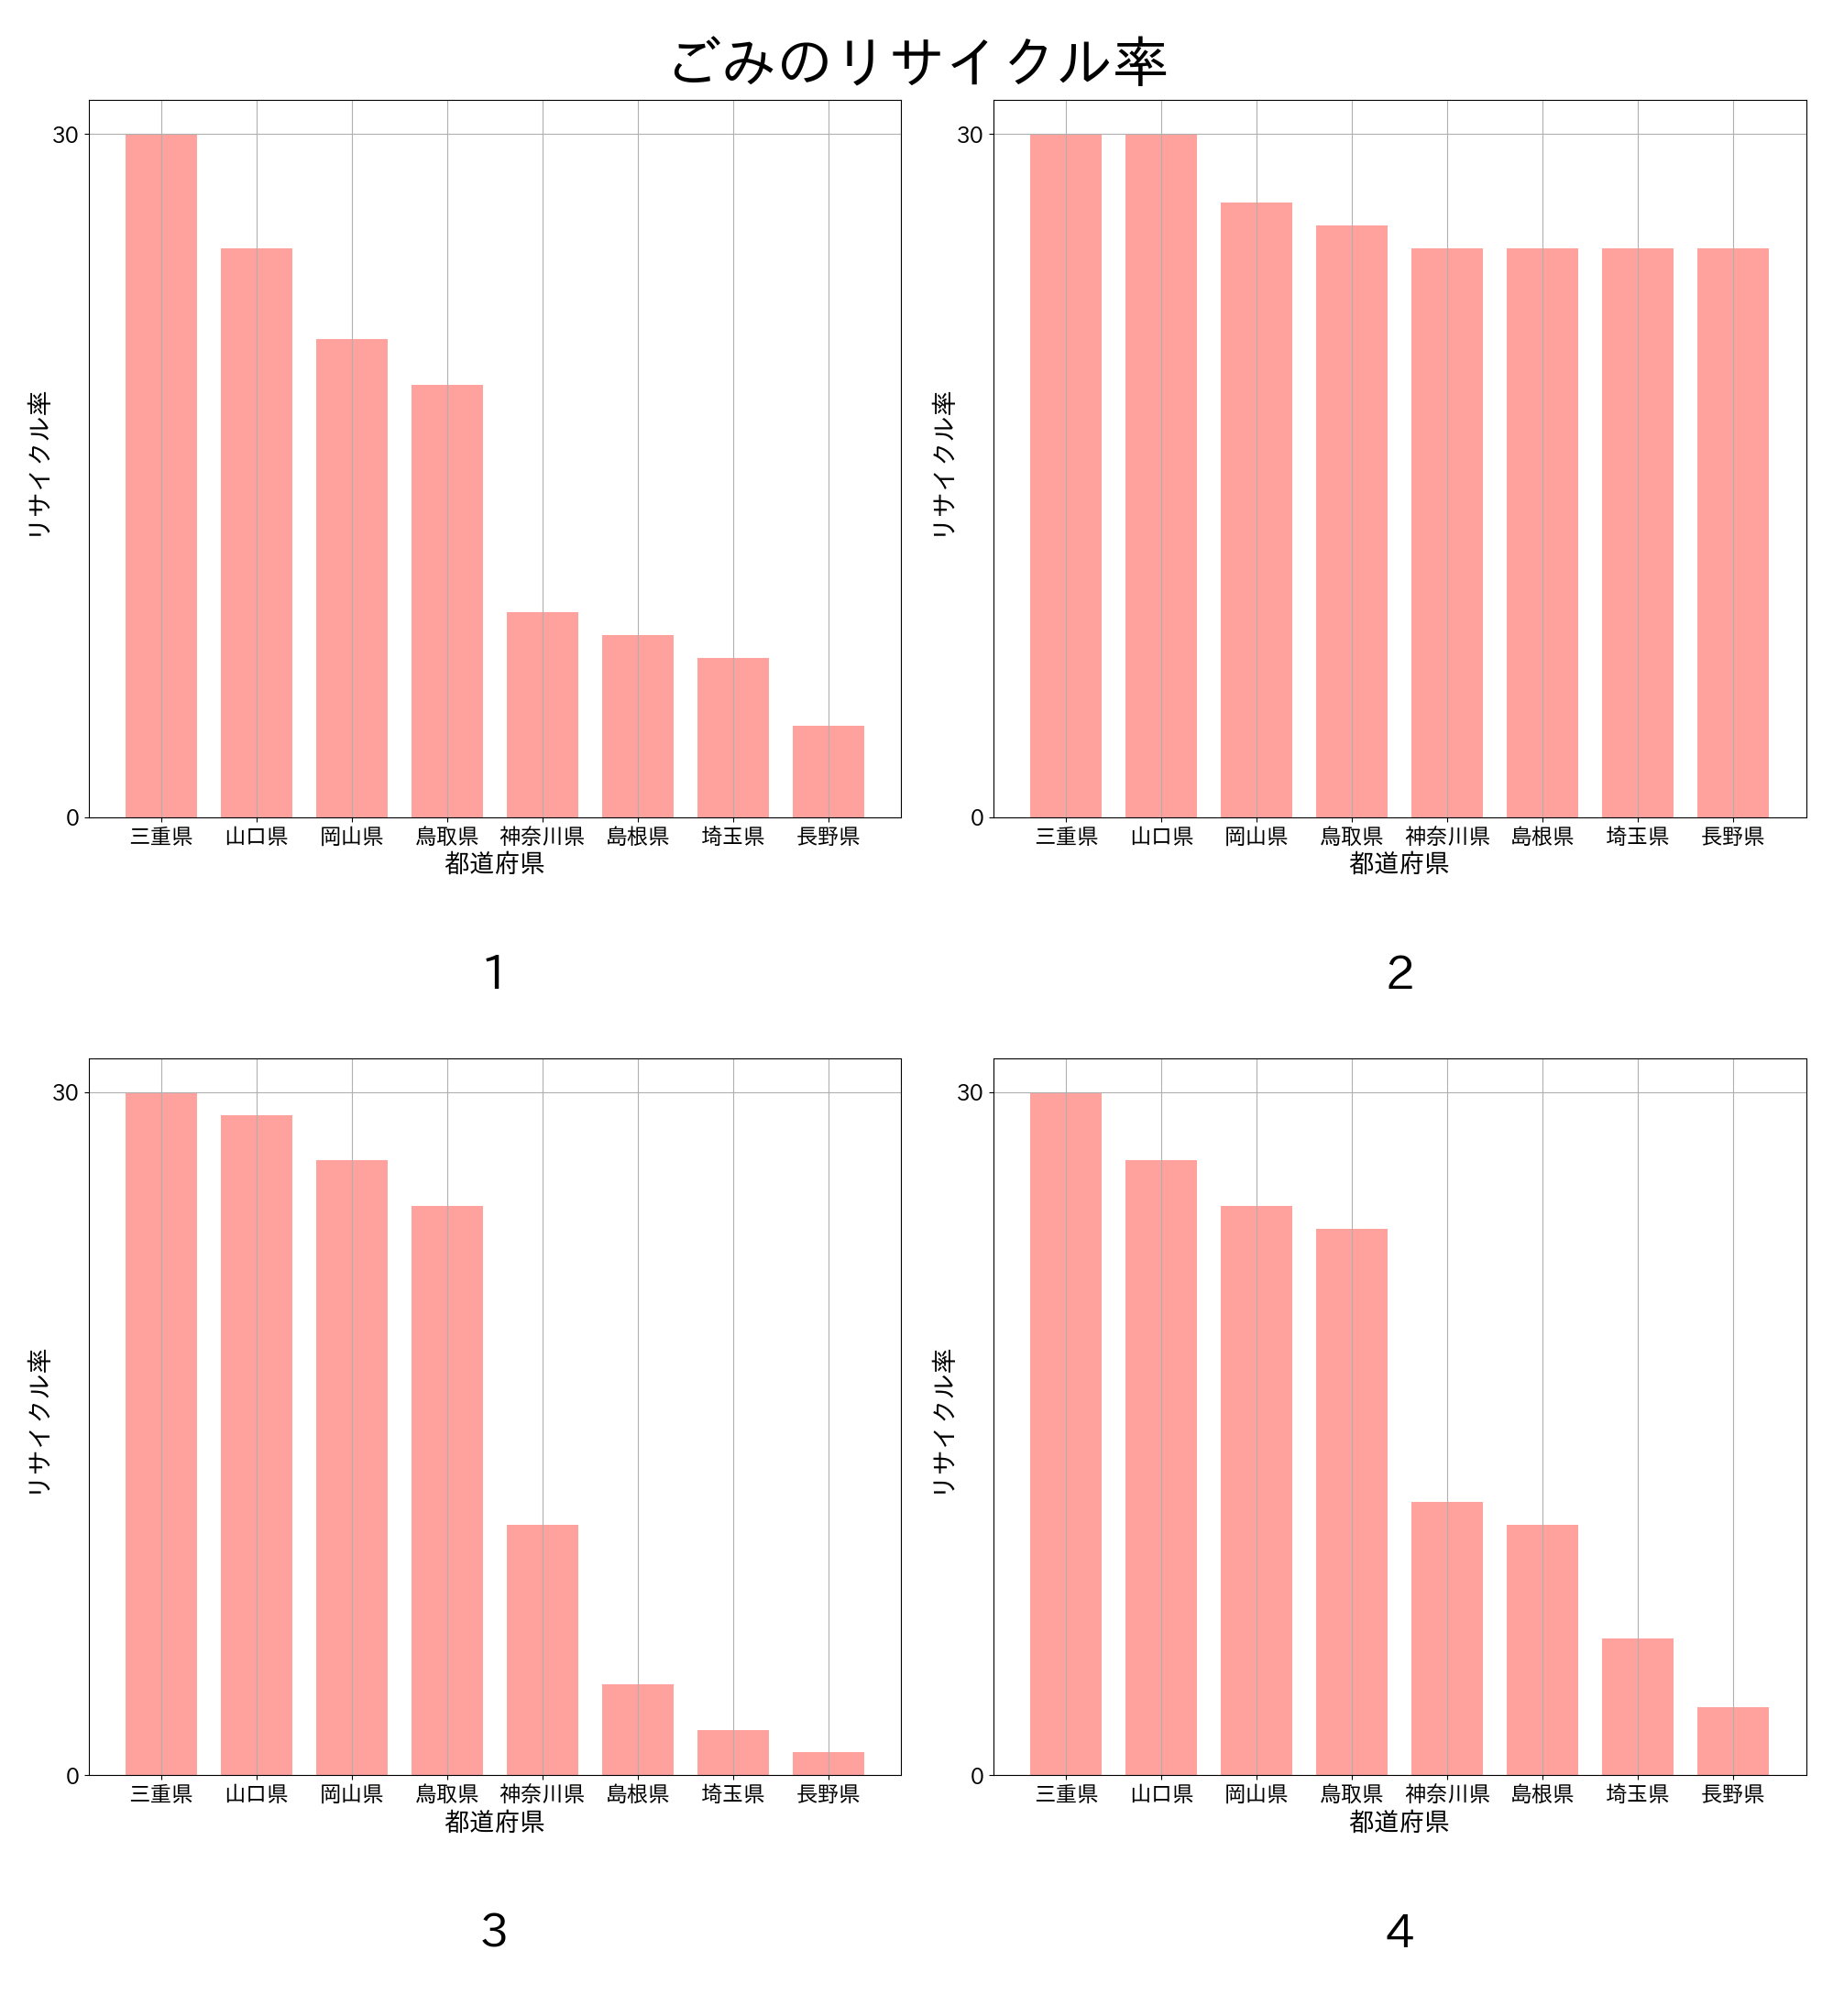 ごみのリサイクル率
30
0
リサイクル率
三重県 山口県 岡山県 鳥取県 神奈川県 島根県 埼玉県 長野県
都道府県
1
30
0
リサイクル率
三重県 山口県 岡山県 鳥取県 神奈川県 島根県 埼玉県 長野県
都道府県
2
30
0
リサイクル率
三重県 山口県 岡山県 鳥取県 神奈川県 島根県 埼玉県 長野県
都道府県
3
30
0
リサイクル率
三重県 山口県 岡山県 鳥取県 神奈川県 島根県 埼玉県 長野県
都道府県
4